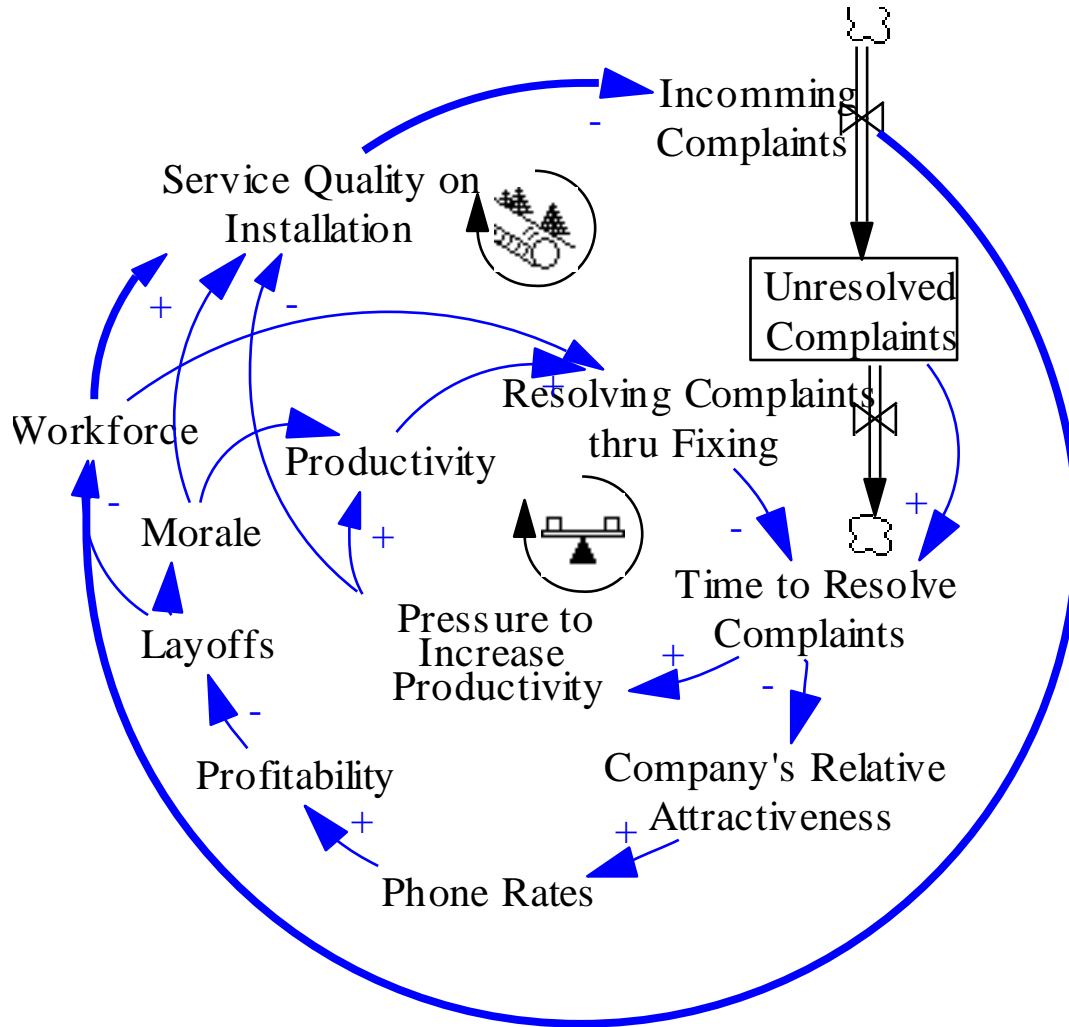 Incomming
Complaints
-
Service Quality on
Installation
Unresolved
Complaints
+
-
+
Resolving Complaints
thru Fixing
Workforce
Productivity
-
Morale
+
-
+
Time to Resolve
Complaints
Pressure to
Increase
Productivity
Layoffs
+
-
-
Profitability
Company's Relative
Attractiveness
+
+
Phone Rates